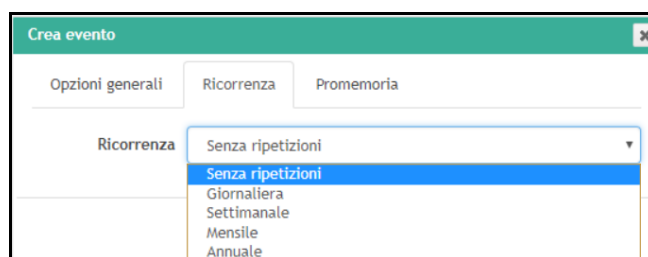 Crea evento
Opzioni generali Ricorrenza Promemoria
Ricorrenza Senza ripetizioni
Senza ripetizioni
Giornaliera
Settimanale
Mensile
Annuale